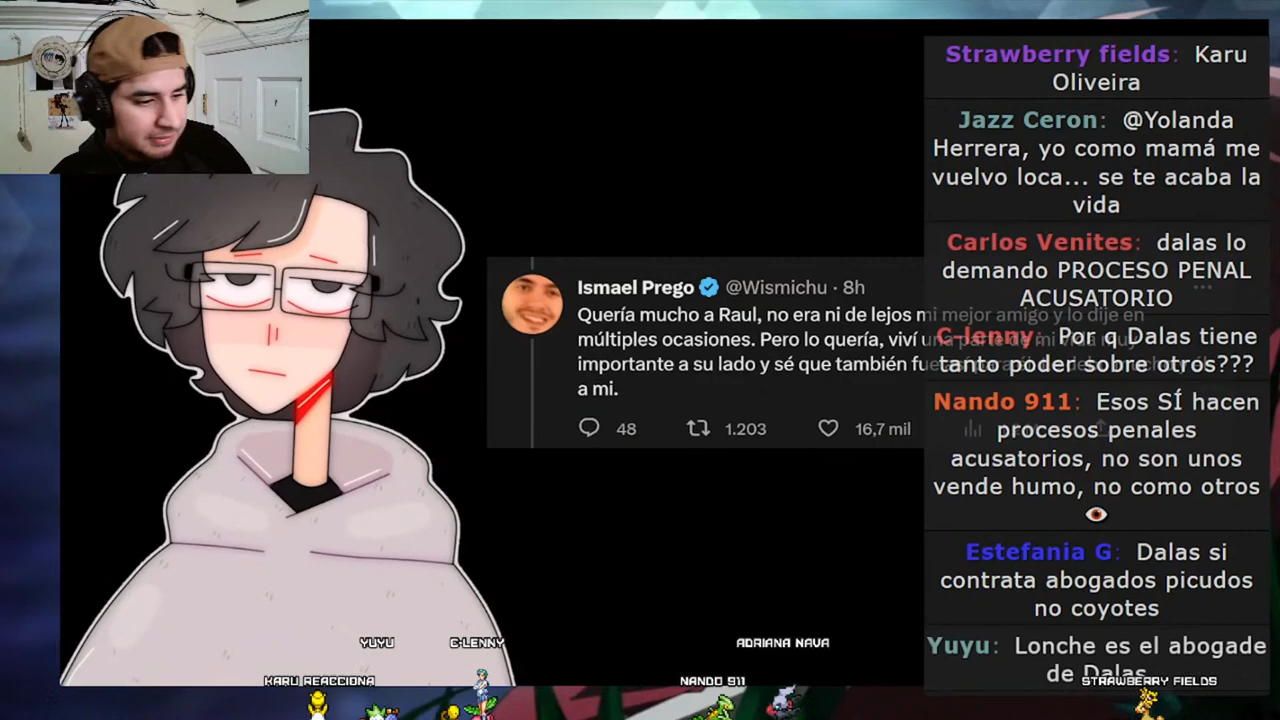 Ismael Prego @Wismichu · 8h
Quería mucho a Raul, no era ni de lejos mi mejor amigo y lo dije en
múltiples ocasiones. Pero lo quería, viví una parte de mi vida muy
importante a su lado y sé que también fue
a mi.
48 1.203 16,7 mil
Strawberry fields: Karu
Oliveira
Jazz Ceron: @Yolanda
Herrera, yo como mamá me
vuelvo loca... se te acaba la
vida
Carlos Venites: dalas lo
demando PROCESO PENAL
ACUSATORIO
C-lenny: Por q Dalas tiene
tanto póder sobre otros???
Nando 911: Esos SÍ hacen
procesos penales
acusatorios, no son unos
vende humo, no como otros
Estefania G: Dalas si
contrata abogados picudos
no coyotes
Yuyu: Lonche es el abogade
de Dalas
YUYU
C-LENNY
ADRIANA NAVA
KARU REACCIONA
NANDO 911
STRAWBERRY FIELDS